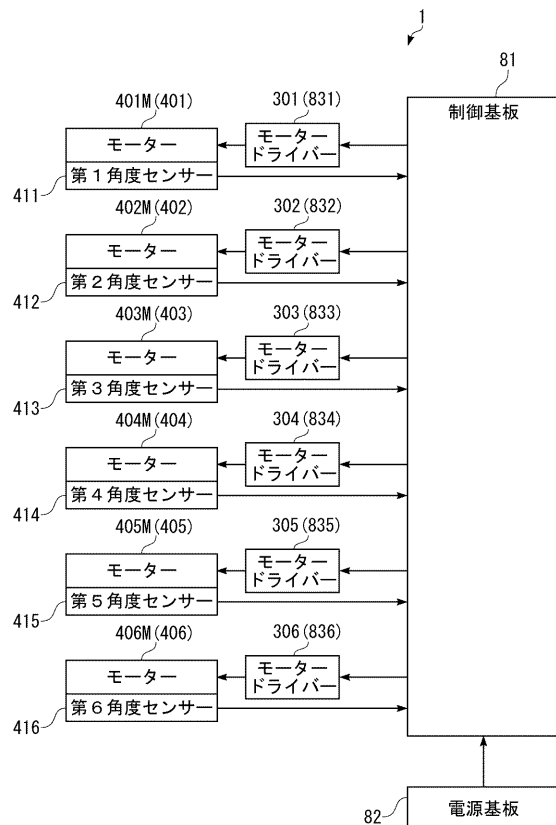 1
81
制御基板
401M(401)
301(831)
モーター
モーター
ドライバー
第1角度センサー
411
402M(402)
302(832)
モーター
モーター
ドライバー
第2角度センサー
412
403M(403)
303(833)
モーター
モーター
ドライバー
第3角度センサー
413
404M(404)
304(834)
モーター
モーター
ドライバー
第4角度センサー
414
405M(405)
305(835)
モーター
モーター
ドライバー
第5角度センサー
415
406M(406)
306(836)
モーター
モーター
ドライバー
第6角度センサー
416
82
電源基板